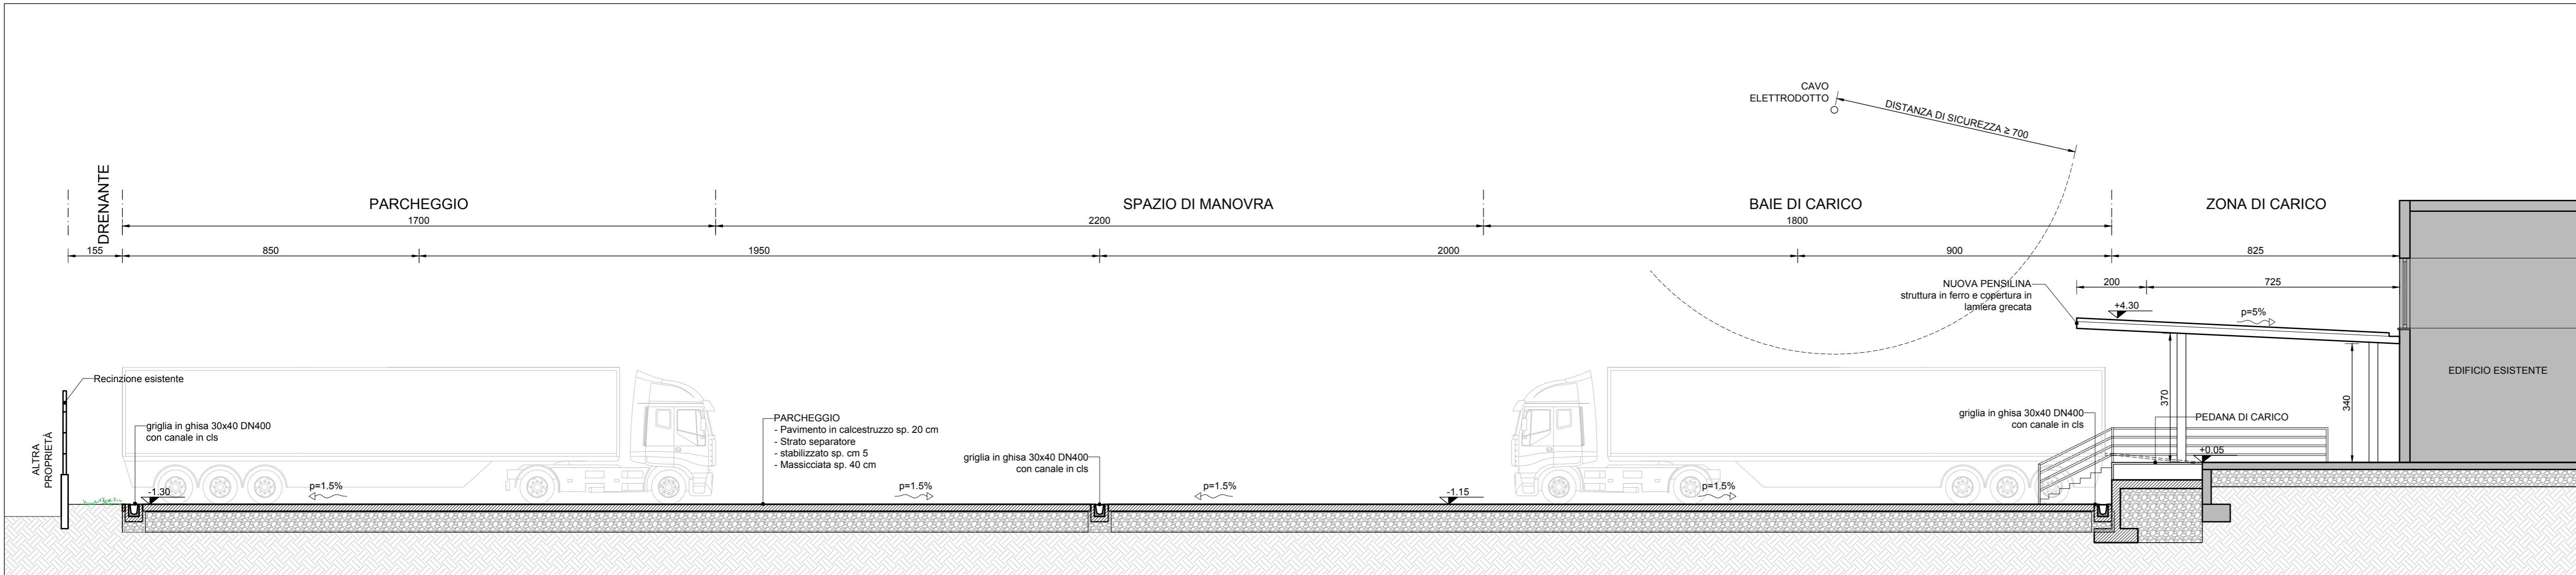 CAVO
ELETTRODOTTO
DISTANZA DI SICUREZZA ≥ 700
DRENANTE
PARCHEGGIO
SPAZIO DI MANOVRA
BAIE DI CARICO
ZONA DI CARICO
1700
2200
1800
155
850
1950
2000
900
825
NUOVA PENSILINA
struttura in ferro e copertura in
lamiera grecata
200
725
+4.30
p=5%
EDIFICIO ESISTENTE
Recinzione esistente
ALTRA
PROPRIETÀ
griglia in ghisa 30x40 DN400
con canale in cls
PARCHEGGIO
- Pavimento in calcestruzzo sp. 20 cm
- Strato separatore
- stabilizzato sp. cm 5
- Massicciata sp. 40 cm
griglia in ghisa 30x40 DN400
con canale in cls
griglia in ghisa 30x40 DN400
con canale in cls
370
340
PEDANA DI CARICO
+0.05
-1.30
p=1.5%
p=1.5%
p=1.5%
-1.15
p=1.5%